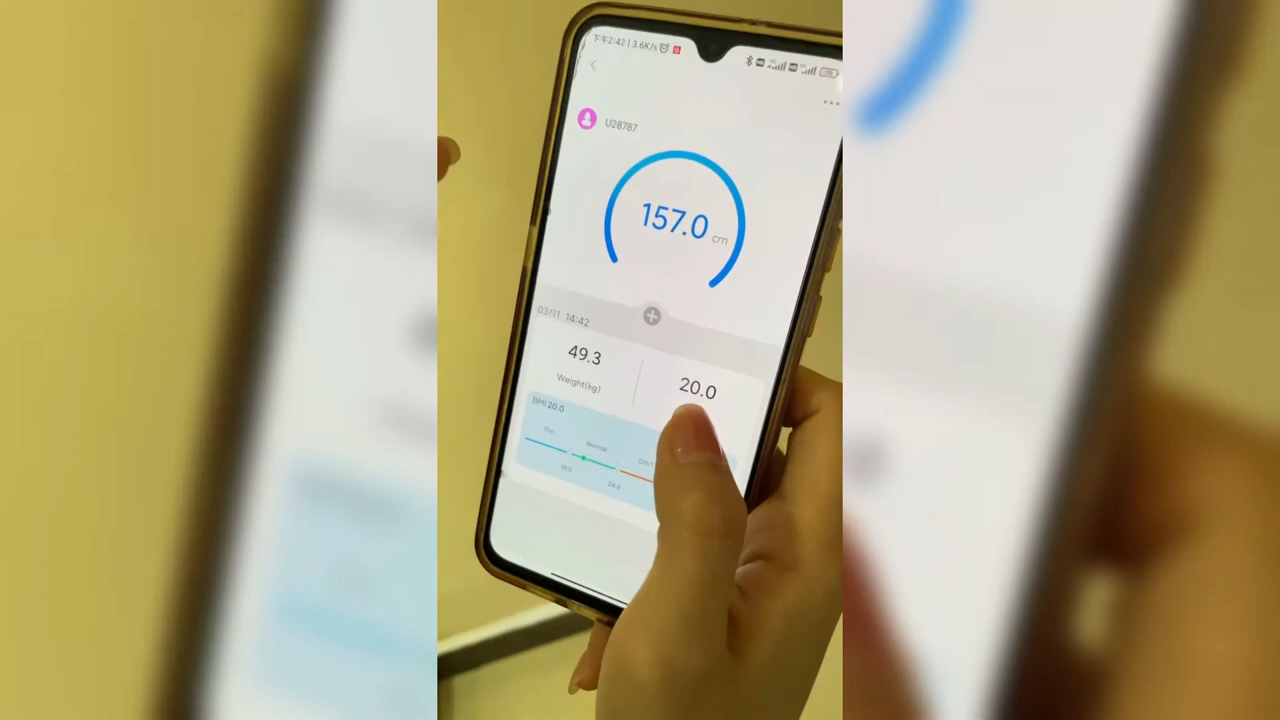 下午2:42 | 3.6K/s
U28787
157.0 cm
03/11 14:42
49.3
20.0
Weight(kg)
BMI 20.0
Normal
24.0